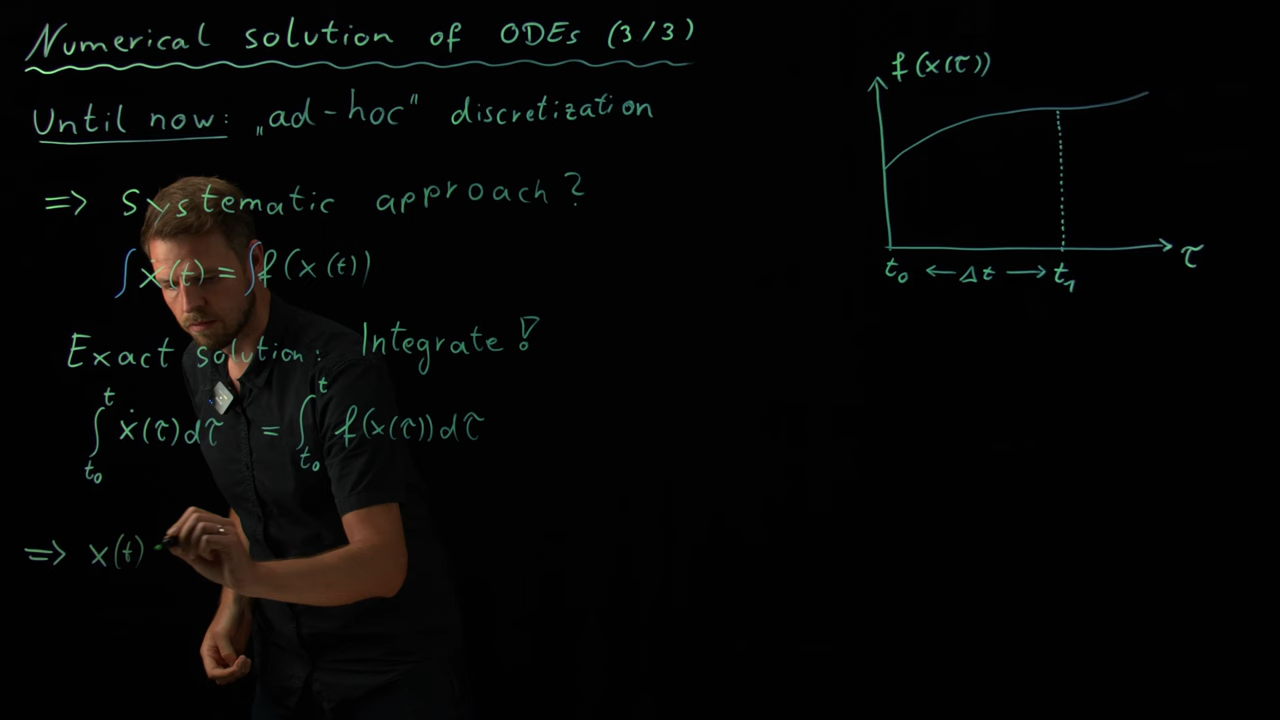 Numerical solution of ODEs (3/3)
Until now: „ad-hoc" discretization
=> Systematic approach?
∫ẋ(t) = ∫f(x(t))
Exact solution: Integrate!
∫_{t₀}^{t} ẋ(τ)dτ = ∫_{t₀}^{t} f(x(τ))dτ
=> x(t)
f(x(τ))
τ
t₀ ← Δt → t₁